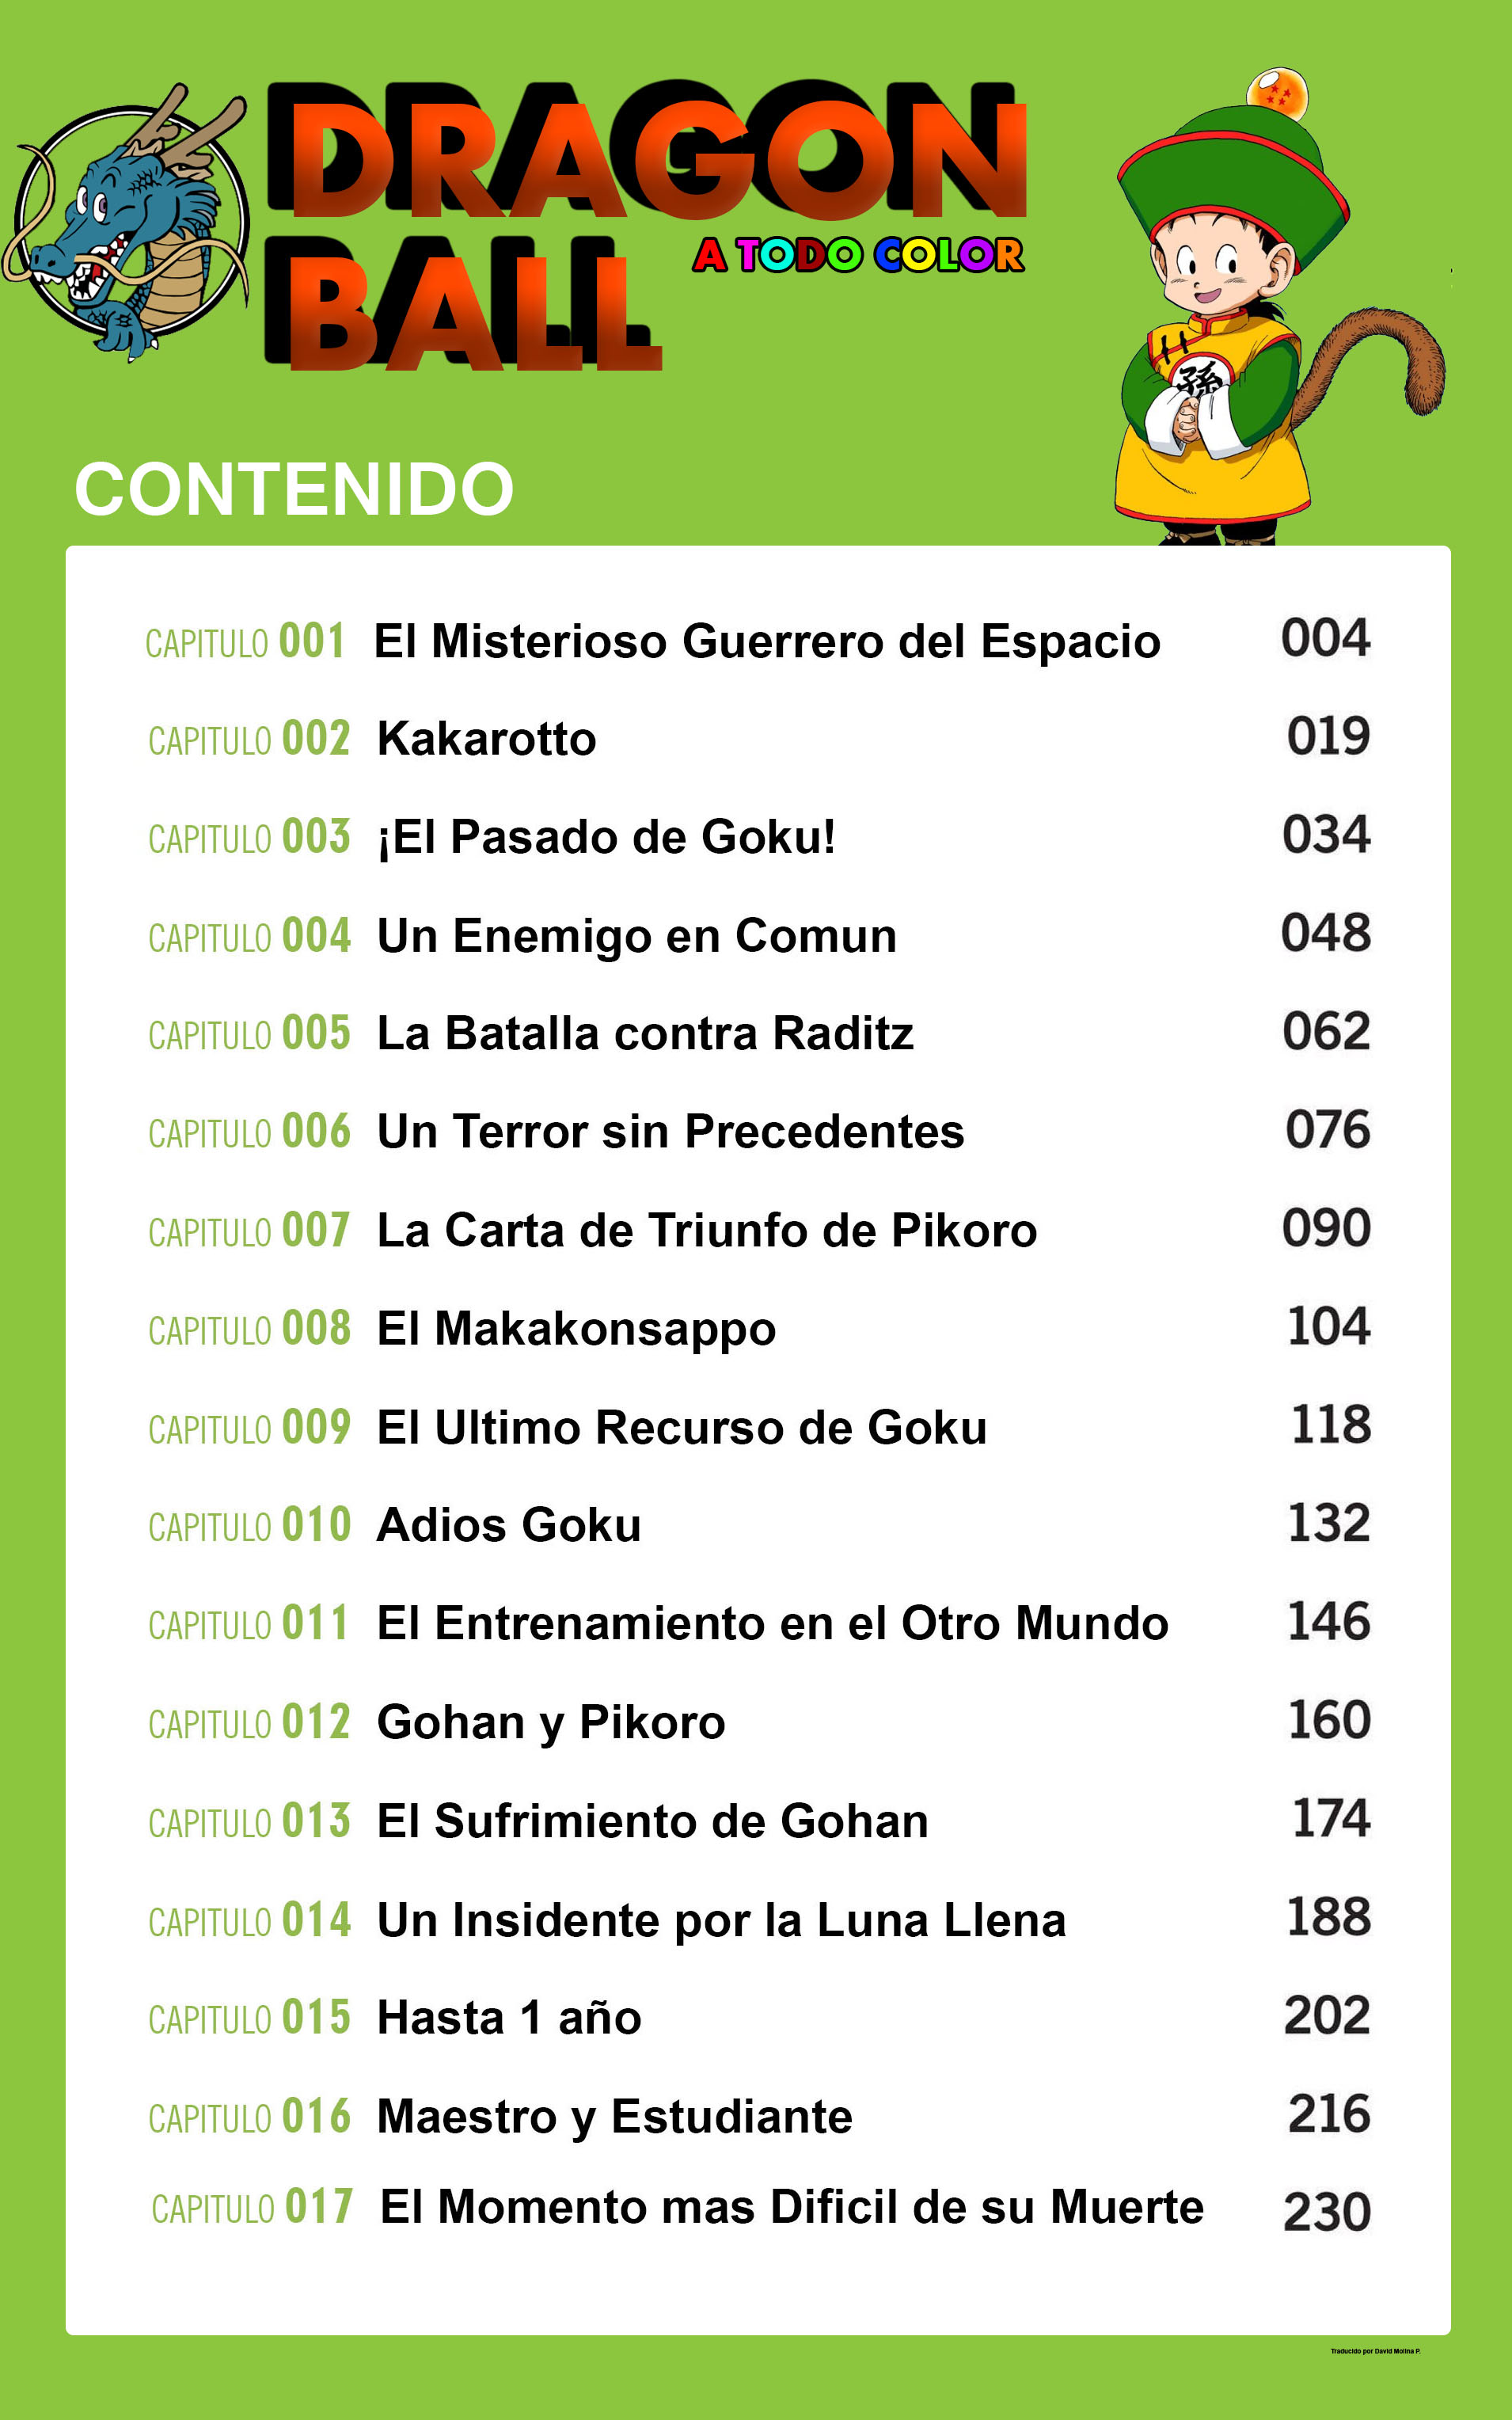 DRAGON
BALL
A TODO COLOR
孫
CONTENIDO
CAPITULO 001 El Misterioso Guerrero del Espacio 004
CAPITULO 002 Kakarotto 019
CAPITULO 003 ¡El Pasado de Goku! 034
CAPITULO 004 Un Enemigo en Comun 048
CAPITULO 005 La Batalla contra Raditz 062
CAPITULO 006 Un Terror sin Precedentes 076
CAPITULO 007 La Carta de Triunfo de Pikoro 090
CAPITULO 008 El Makakonsappo 104
CAPITULO 009 El Ultimo Recurso de Goku 118
CAPITULO 010 Adios Goku 132
CAPITULO 011 El Entrenamiento en el Otro Mundo 146
CAPITULO 012 Gohan y Pikoro 160
CAPITULO 013 El Sufrimiento de Gohan 174
CAPITULO 014 Un Insidente por la Luna Llena 188
CAPITULO 015 Hasta 1 año 202
CAPITULO 016 Maestro y Estudiante 216
CAPITULO 017 El Momento mas Dificil de su Muerte 230
Traducido por David Molina P.